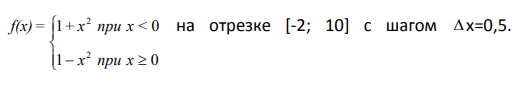 f(x) = {1 + x² при x < 0 на отрезке [-2; 10] с шагом Δx=0,5.
1 − x² при x ≥ 0